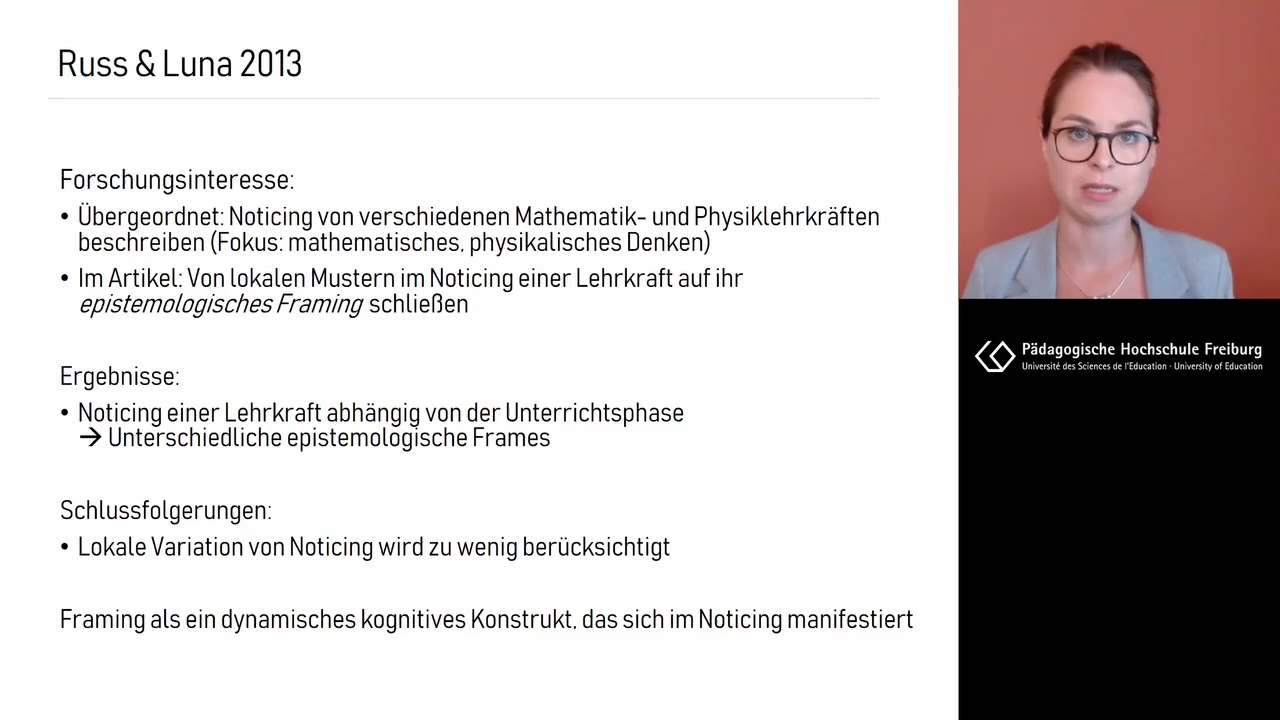 Russ & Luna 2013
Forschungsinteresse:
• Übergeordnet: Noticing von verschiedenen Mathematik- und Physiklehrkräften
beschreiben (Fokus: mathematisches, physikalisches Denken)
• Im Artikel: Von lokalen Mustern im Noticing einer Lehrkraft auf ihr
epistemologisches Framing schließen
Ergebnisse:
• Noticing einer Lehrkraft abhängig von der Unterrichtsphase
→ Unterschiedliche epistemologische Frames
Schlussfolgerungen:
• Lokale Variation von Noticing wird zu wenig berücksichtigt
Framing als ein dynamisches kognitives Konstrukt, das sich im Noticing manifestiert
Pädagogische Hochschule Freiburg
Université des Sciences de l'Education · University of Education